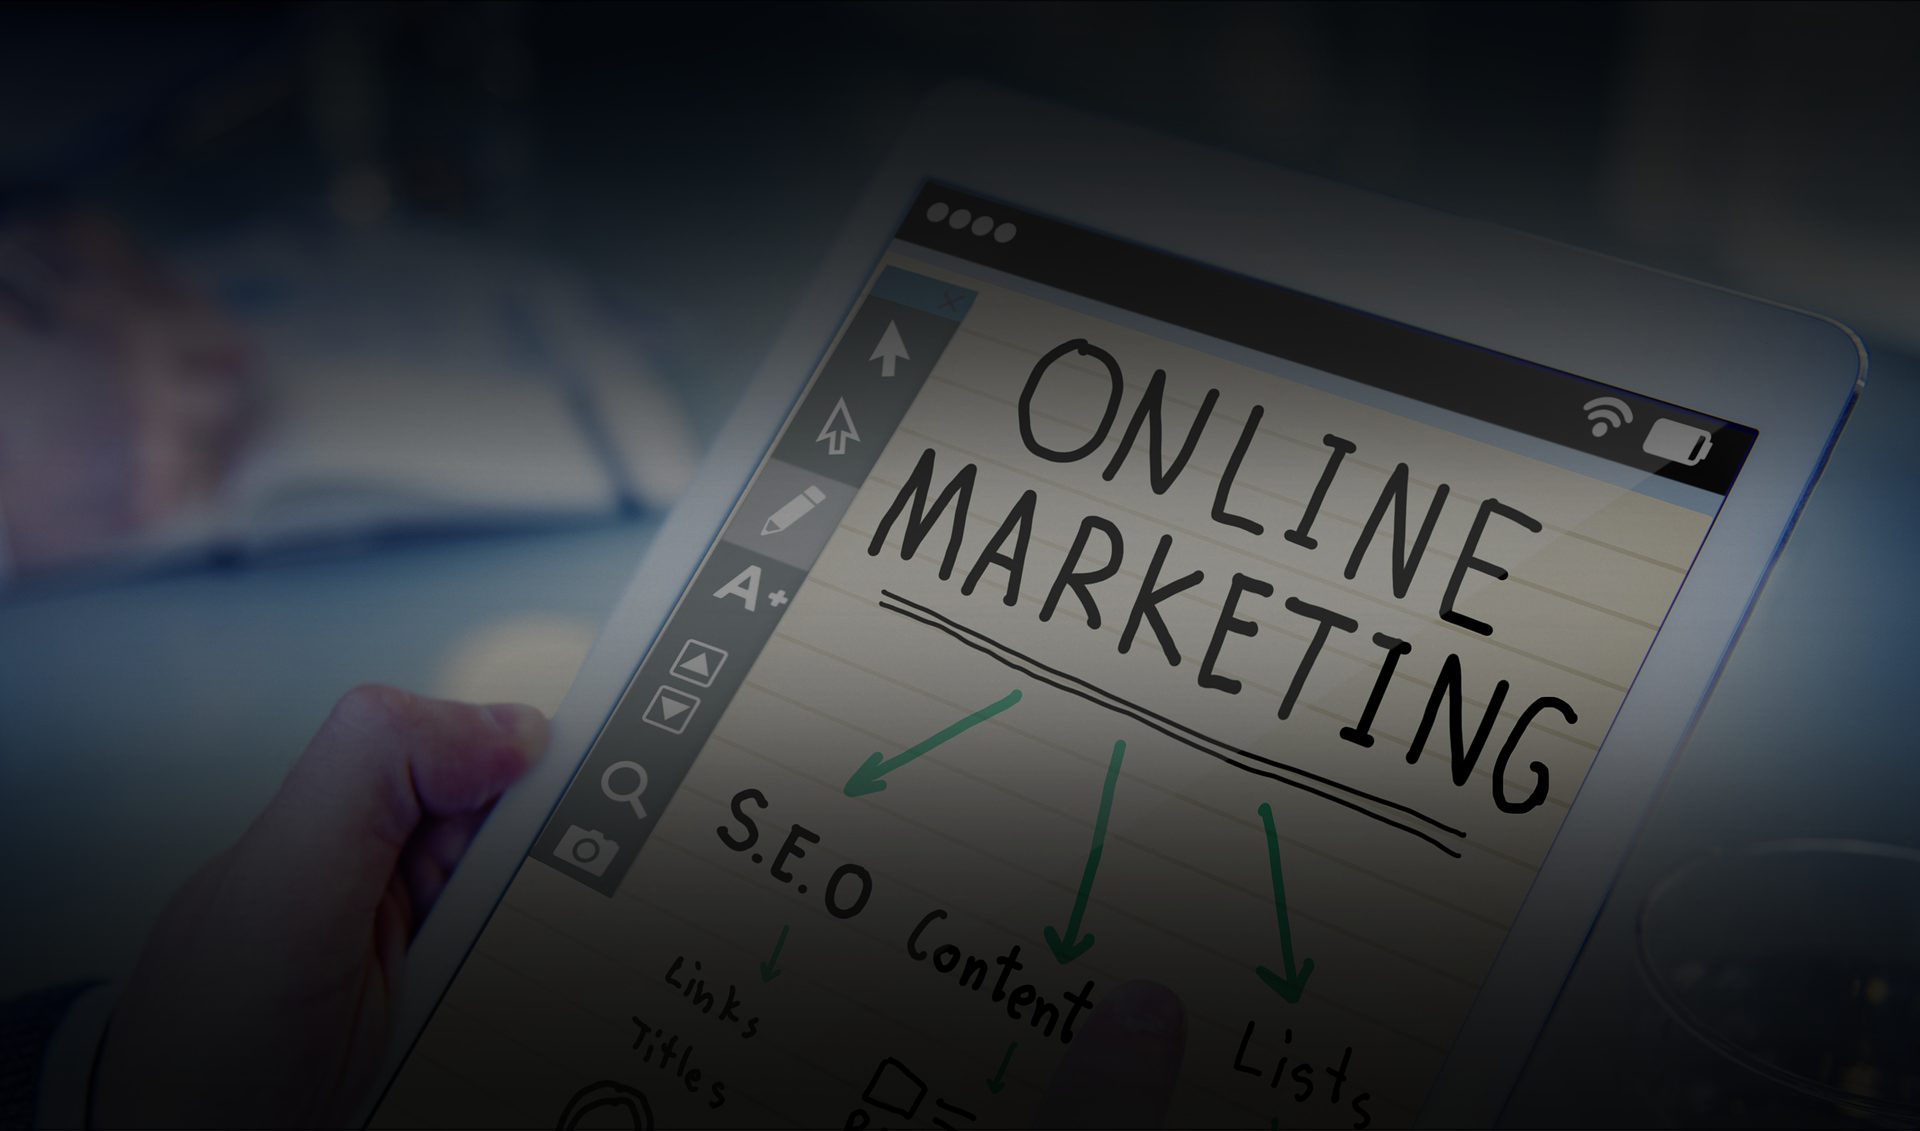 ONLINE
MARKETING
A+
S.E.O
Content
Lists
Links
Titles